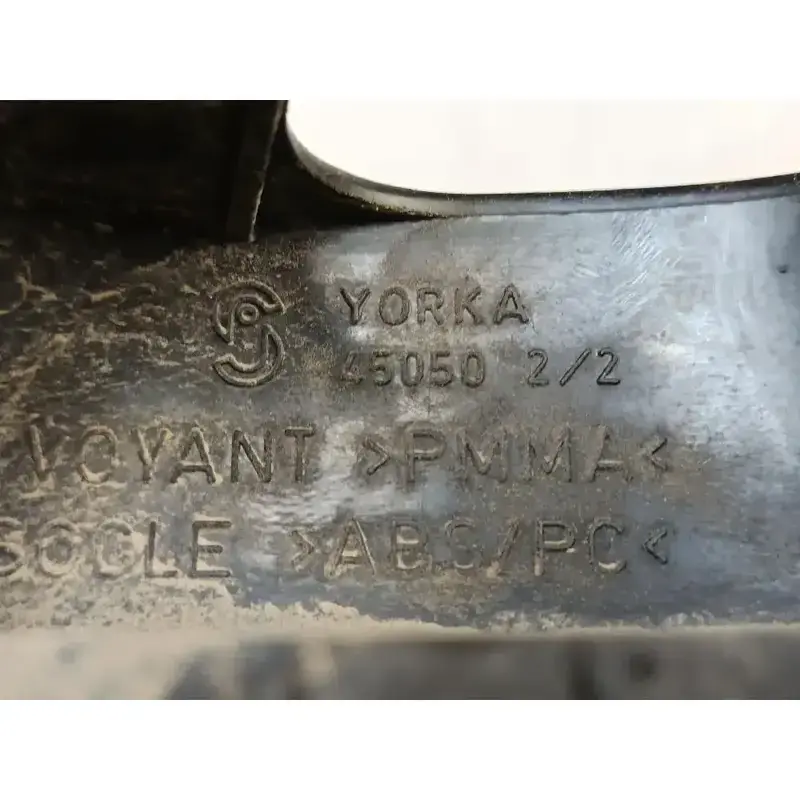 YORKA
45050 2/2
VOYANT >PMMA<
SOCLE >ABS/PC<